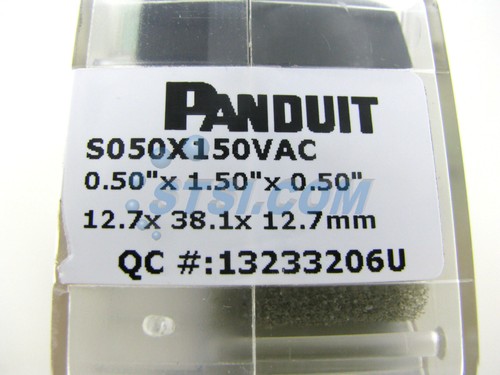 PANDUIT
S050X150VAC
0.50"x 1.50"x 0.50"
STSI.COM
12.7x 38.1x 12.7mm
QC #:13233206U